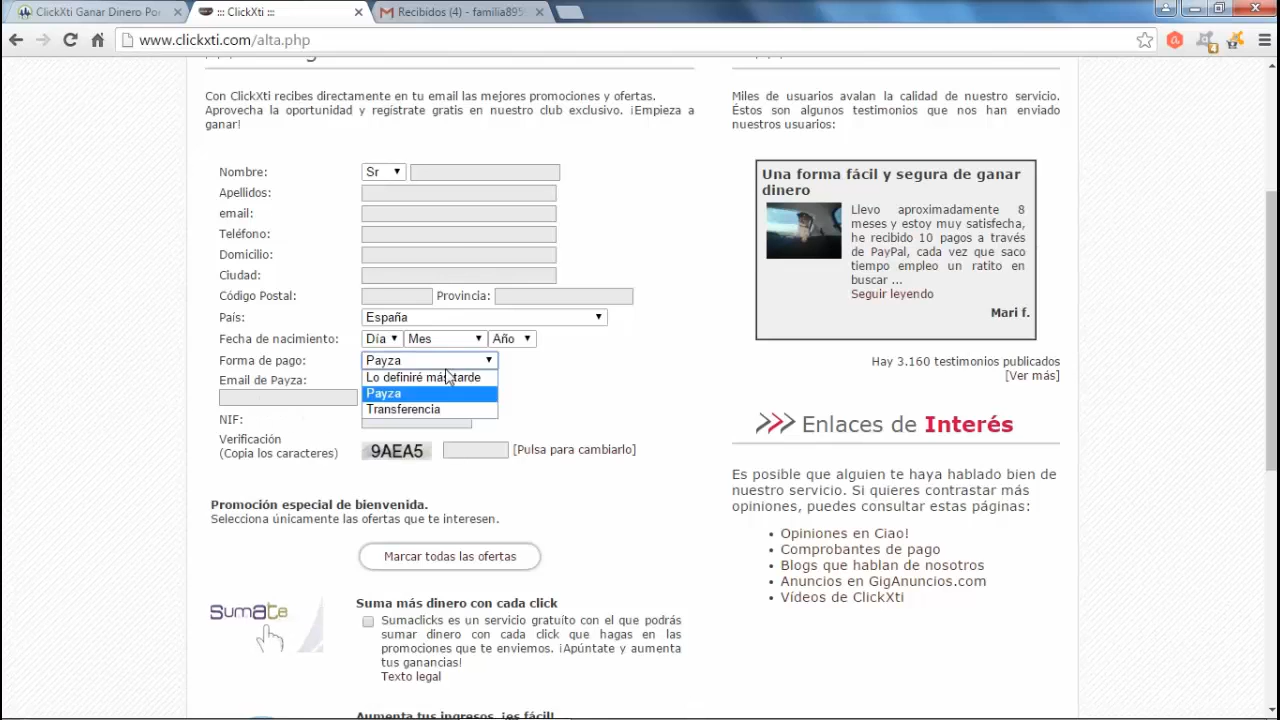 ClickXti Ganar Dinero Por
::: ClickXti :::
Recibidos (4) - familia895
www.clickxti.com/alta.php
Con ClickXti recibes directamente en tu email las mejores promociones y ofertas.
Aprovecha la oportunidad y regístrate gratis en nuestro club exclusivo. ¡Empieza a
ganar!
Nombre: Sr
Apellidos:
email:
Teléfono:
Domicilio:
Ciudad:
Código Postal: Provincia:
País: España
Fecha de nacimiento: Día Mes Año
Forma de pago: Payza
Lo definiré más tarde
Email de Payza:
Payza
Transferencia
NIF:
Verificación
(Copia los caracteres) 9AEA5 [Pulsa para cambiarlo]
Promoción especial de bienvenida.
Selecciona únicamente las ofertas que te interesen.
Marcar todas las ofertas
Sumate
Suma más dinero con cada click
Sumaclicks es un servicio gratuíto con el que podrás
sumar dinero con cada click que hagas en las
promociones que te enviemos. ¡Apúntate y aumenta
tus ganancias!
Texto legal
Aumenta tus ingresos, ¡es fácil!
Miles de usuarios avalan la calidad de nuestro servicio.
Éstos son algunos testimonios que nos han enviado
nuestros usuarios:
Una forma fácil y segura de ganar
dinero
Llevo aproximadamente 8
meses y estoy muy satisfecha,
he recibido 10 pagos a través
de PayPal, cada vez que saco
tiempo empleo un ratito en
buscar ...
Seguir leyendo
Mari f.
Hay 3.160 testimonios publicados
[Ver más]
Enlaces de Interés
Es posible que alguien te haya hablado bien de
nuestro servicio. Si quieres contrastar más
opiniones, puedes consultar estas páginas:
• Opiniones en Ciao!
• Comprobantes de pago
• Blogs que hablan de nosotros
• Anuncios en GigAnuncios.com
• Vídeos de ClickXti